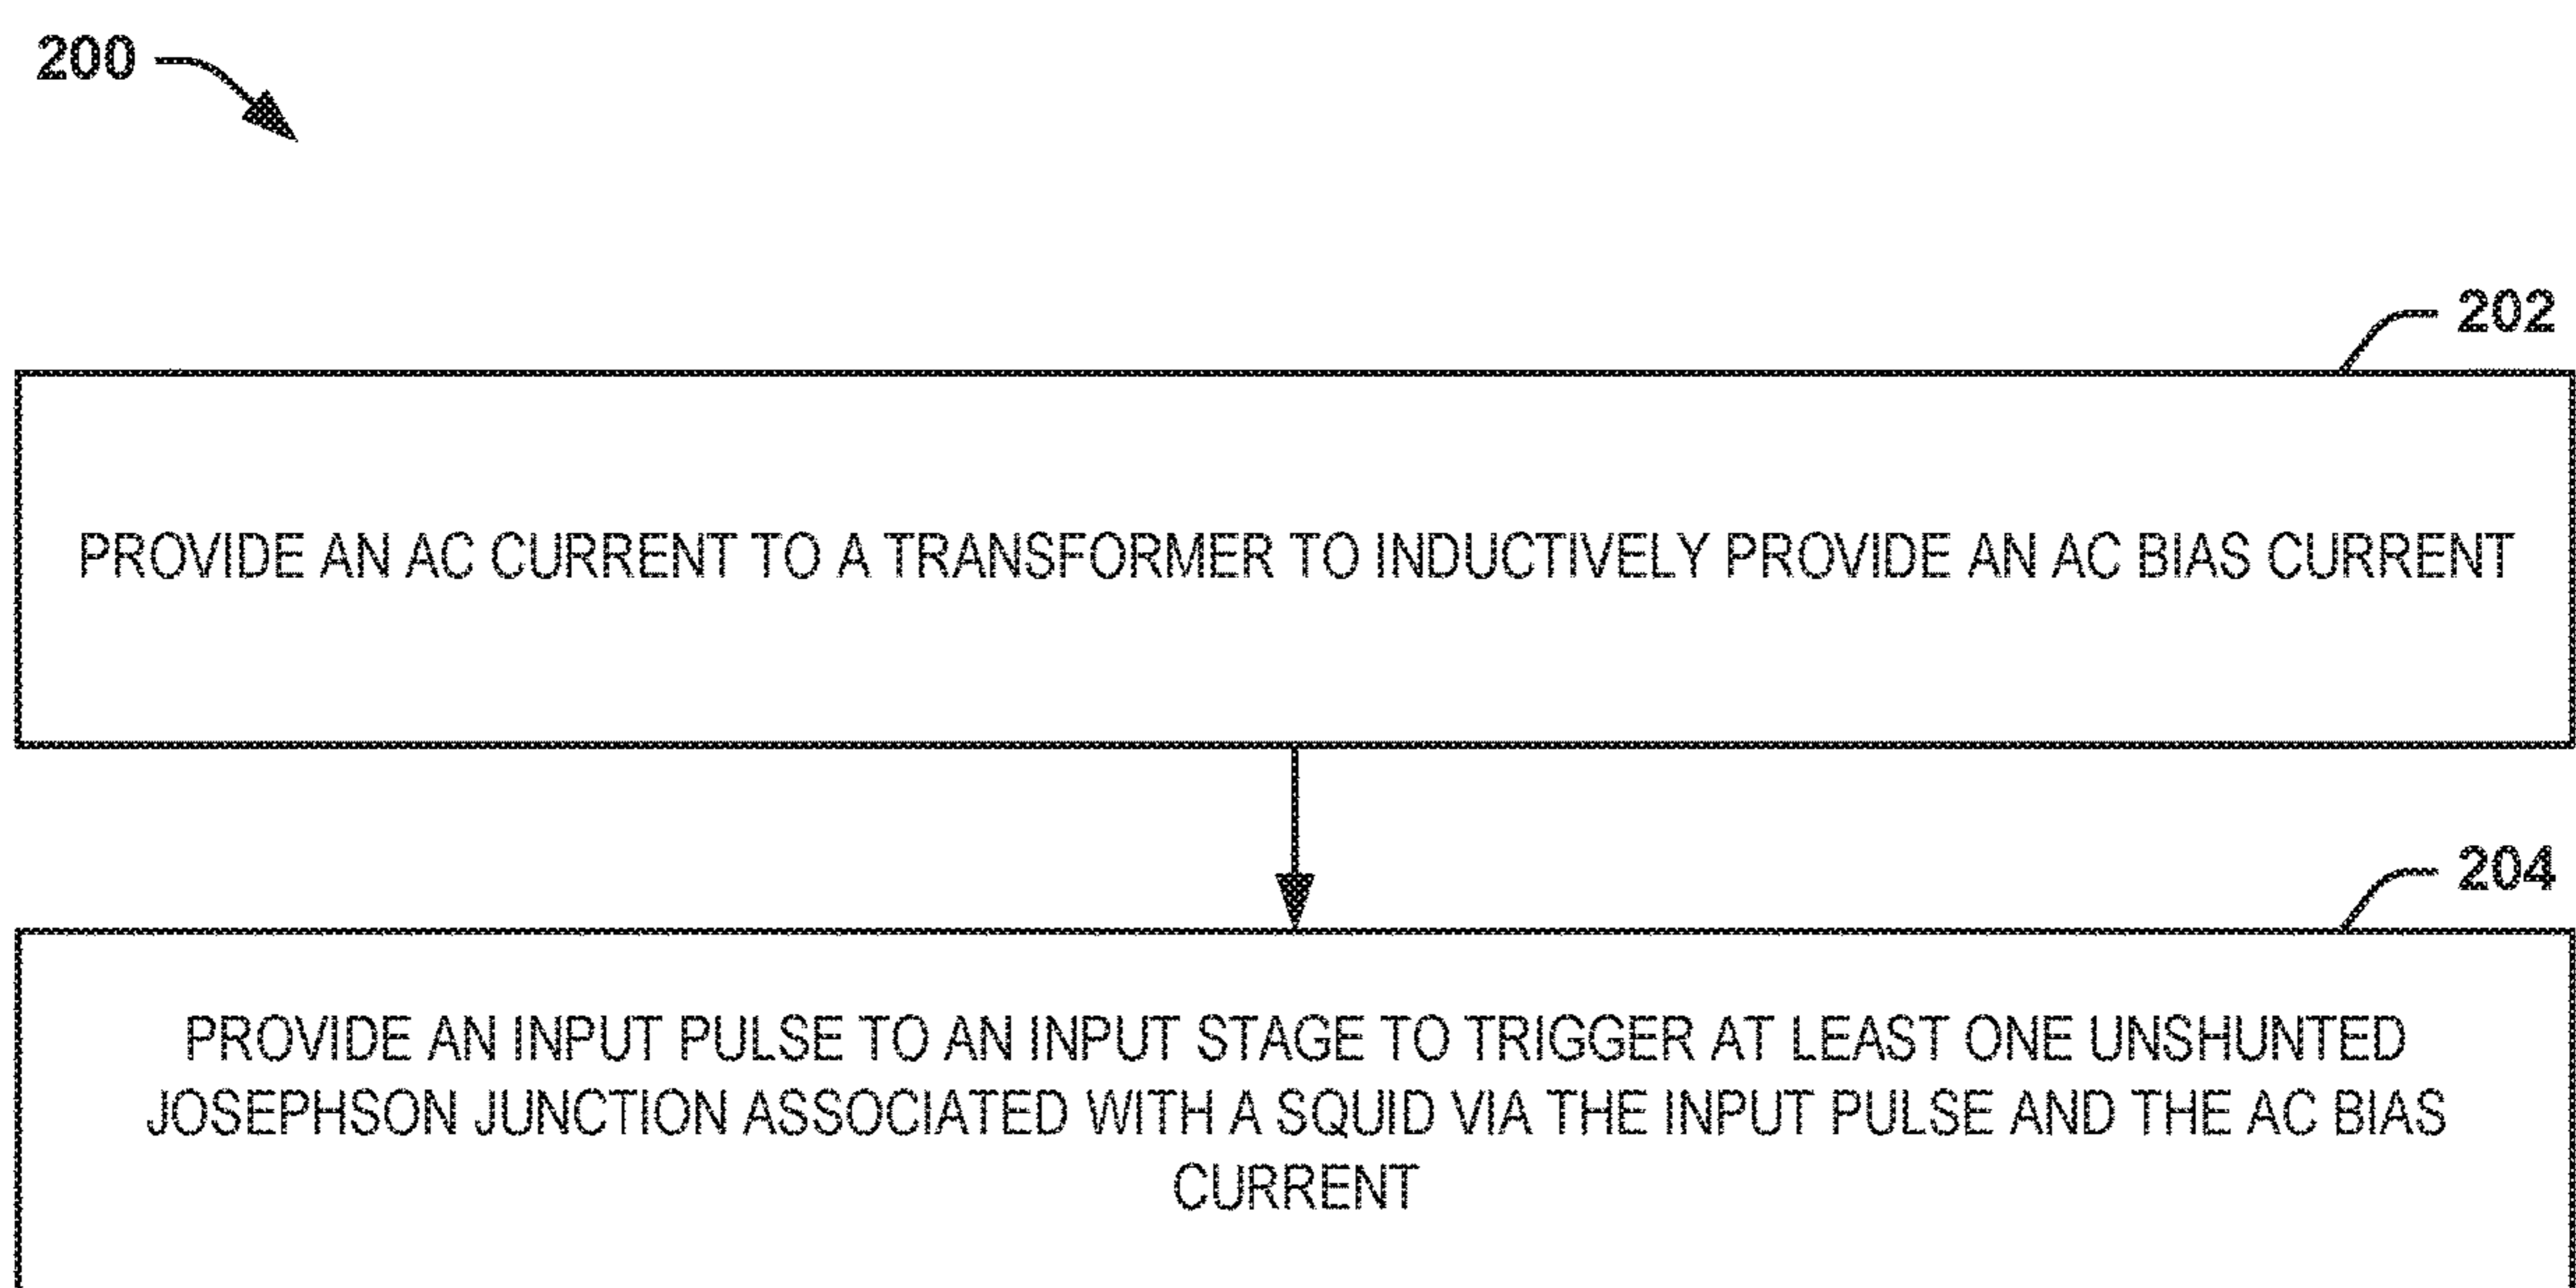 200
202
PROVIDE AN AC CURRENT TO A TRANSFORMER TO INDUCTIVELY PROVIDE AN AC BIAS CURRENT
204
PROVIDE AN INPUT PULSE TO AN INPUT STAGE TO TRIGGER AT LEAST ONE UNSHUNTED
JOSEPHSON JUNCTION ASSOCIATED WITH A SQUID VIA THE INPUT PULSE AND THE AC BIAS
CURRENT